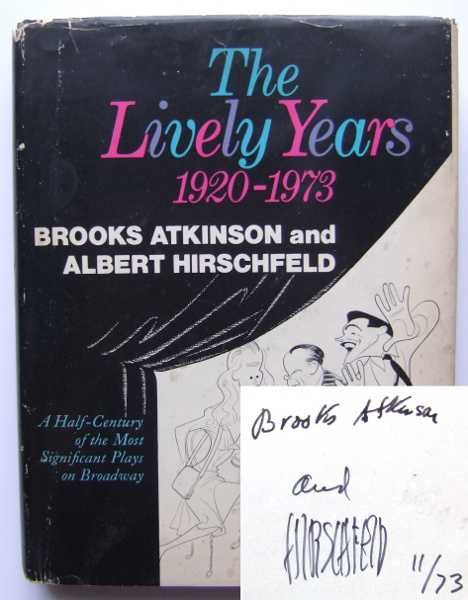 The
Lively Years
1920-1973
BROOKS ATKINSON and
ALBERT HIRSCHFELD
A Half-Century
of the Most
Significant Plays
on Broadway
Brooks Atkinson
and
HIRSCHFELD
11/73